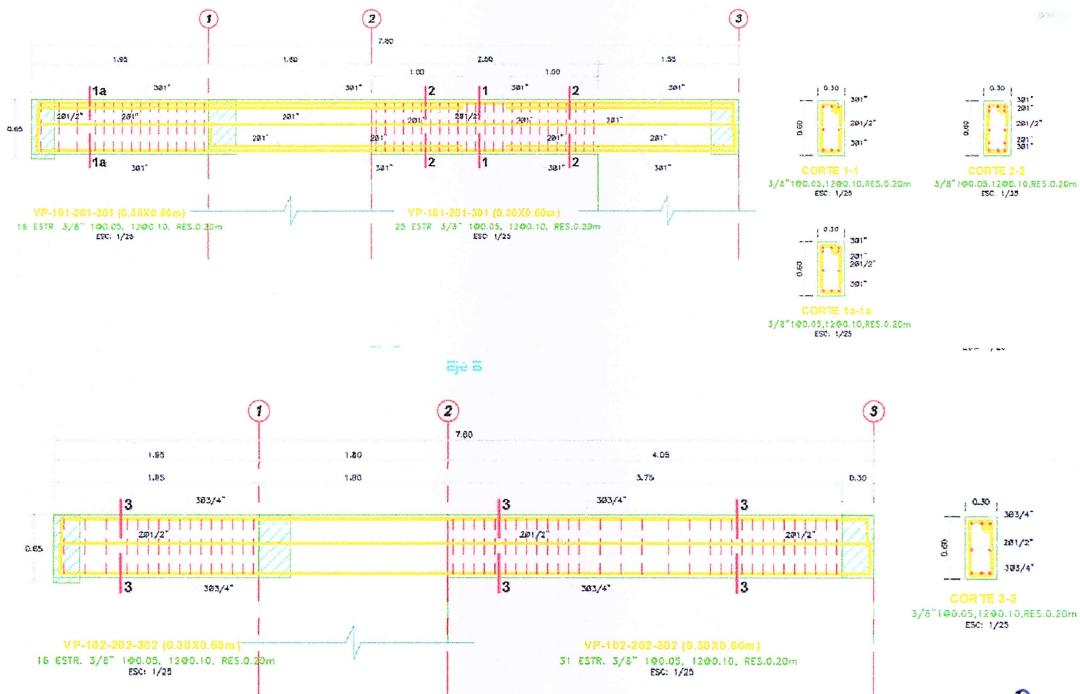 1 2 3
7.80
1.95 1.60 2.60 1.55
1.00 1.00
1a 2 1 2
3Ø1" 3Ø1" 3Ø1" 3Ø1" 3Ø1"
0.65
2Ø1/2" 2Ø1" 2Ø1" 2Ø1" 2Ø1/2" 2Ø1" 2Ø1"
2Ø1" 2Ø1" 2Ø1" 2Ø1"
1a 2 1 2
3Ø1" 3Ø1" 3Ø1" 3Ø1"
VP-101-201-301 (0.30X0.60m)
16 ESTR. 3/8" 1@0.05, 12@0.10, RES.0.20m
ESC: 1/25
VP-101-201-301 (0.30X0.60m)
25 ESTR. 3/8" 1@0.05, 12@0.10, RES.0.20m
ESC: 1/25
0.30
0.60
3Ø1"
2Ø1/2"
3Ø1"
CORTE 1-1
3/8"1@0.05,12@0.10,RES.0.20m
ESC: 1/25
0.30
0.60
3Ø1"
2Ø1"
2Ø1/2"
2Ø1"
3Ø1"
CORTE 2-2
3/8"1@0.05,12@0.10,RES.0.20m
ESC: 1/25
0.30
0.60
3Ø1"
2Ø1"
2Ø1/2"
3Ø1"
CORTE 1a-1a
3/8"1@0.05,12@0.10,RES.0.20m
ESC: 1/25
Eje B
1 2 3
7.80
1.95 1.80 4.05
1.85 1.80 3.75 0.30
3 3 3
3Ø3/4" 3Ø3/4"
0.65
2Ø1/2" 2Ø1/2" 2Ø1/2"
3 3 3
3Ø3/4" 3Ø3/4"
VP-102-202-302 (0.30X0.60m)
16 ESTR. 3/8" 1@0.05, 12@0.10, RES.0.20m
ESC: 1/25
VP-102-202-302 (0.30X0.60m)
31 ESTR. 3/8" 1@0.05, 12@0.10, RES.0.20m
ESC: 1/25
0.30
0.60
3Ø3/4"
2Ø1/2"
3Ø3/4"
CORTE 3-3
3/8"1@0.05,12@0.10,RES.0.20m
ESC: 1/25